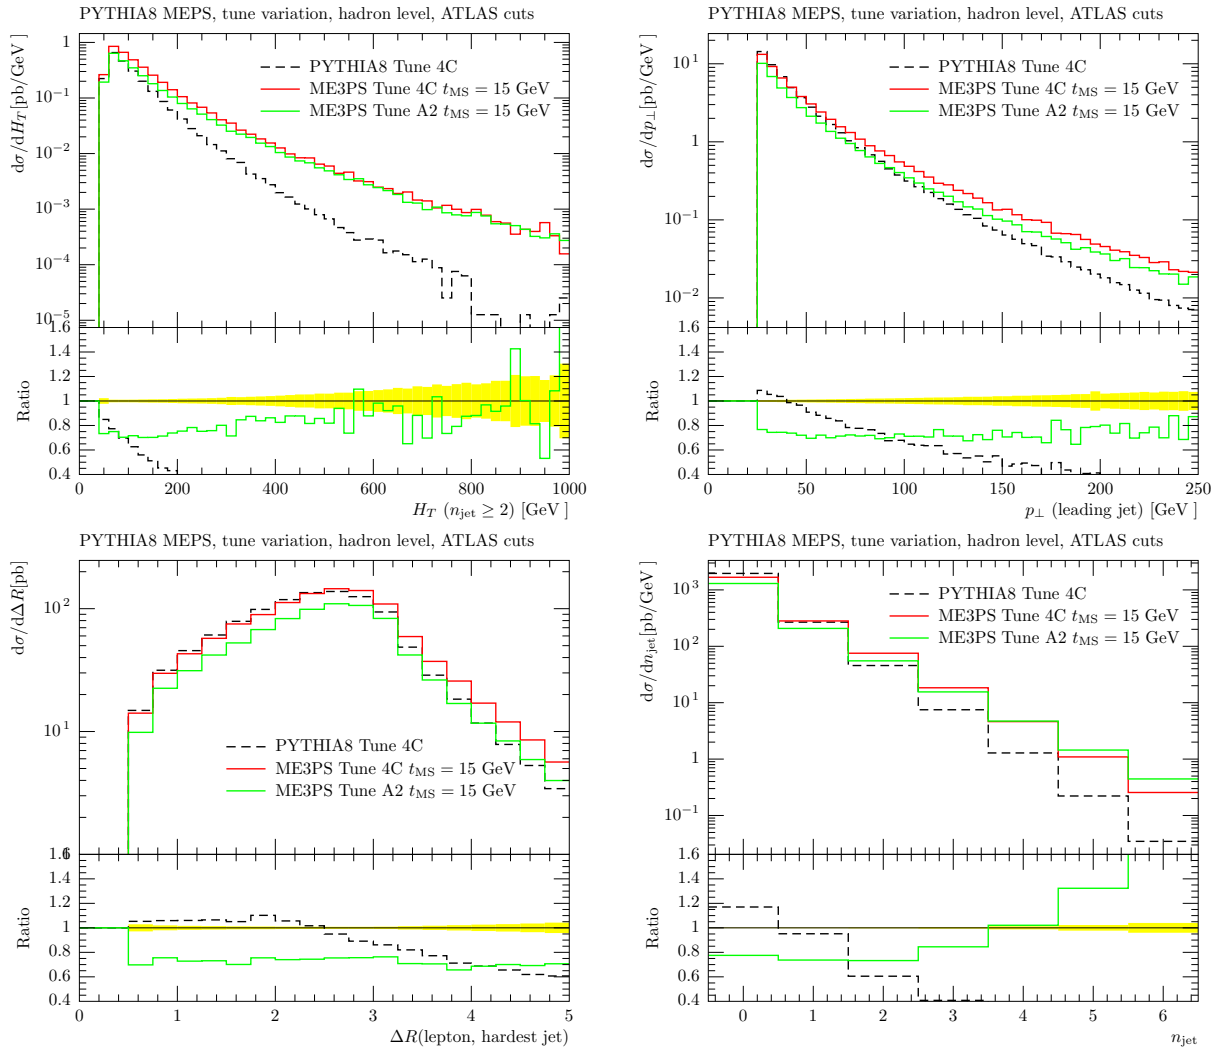 PYTHIA8 MEPS, tune variation, hadron level, ATLAS cuts
dσ/dH_T [pb/GeV]
1
10⁻¹
10⁻²
10⁻³
10⁻⁴
10⁻⁵
PYTHIA8 Tune 4C
ME3PS Tune 4C t_MS = 15 GeV
ME3PS Tune A2 t_MS = 15 GeV
Ratio
1.6
1.4
1.2
1
0.8
0.6
0.4
0 200 400 600 800 1000
H_T (n_jet ≥ 2) [GeV ]
PYTHIA8 MEPS, tune variation, hadron level, ATLAS cuts
dσ/dp_⊥ [pb/GeV]
10¹
1
10⁻¹
10⁻²
PYTHIA8 Tune 4C
ME3PS Tune 4C t_MS = 15 GeV
ME3PS Tune A2 t_MS = 15 GeV
Ratio
1.6
1.4
1.2
1
0.8
0.6
0.4
0 50 100 150 200 250
p_⊥ (leading jet) [GeV ]
PYTHIA8 MEPS, tune variation, hadron level, ATLAS cuts
dσ/dΔR[pb]
10²
10¹
1
PYTHIA8 Tune 4C
ME3PS Tune 4C t_MS = 15 GeV
ME3PS Tune A2 t_MS = 15 GeV
Ratio
1.6
1.4
1.2
1
0.8
0.6
0.4
0 1 2 3 4 5
ΔR(lepton, hardest jet)
PYTHIA8 MEPS, tune variation, hadron level, ATLAS cuts
dσ/dn_jet[pb/GeV]
10³
10²
10¹
1
10⁻¹
PYTHIA8 Tune 4C
ME3PS Tune 4C t_MS = 15 GeV
ME3PS Tune A2 t_MS = 15 GeV
Ratio
1.6
1.4
1.2
1
0.8
0.6
0.4
0 1 2 3 4 5 6
n_jet